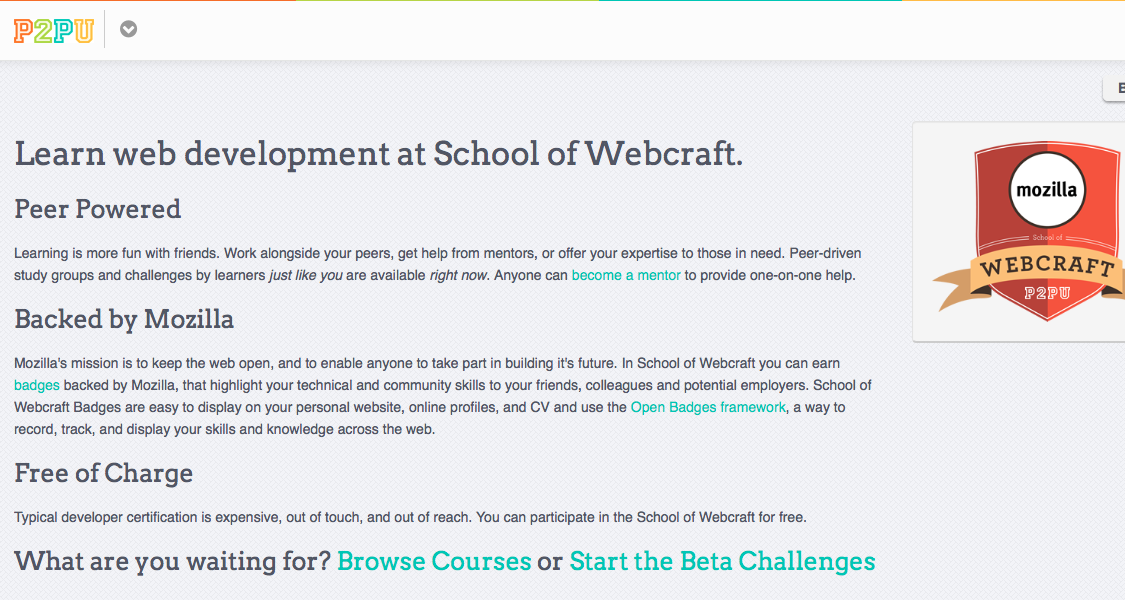 P2PU
Learn web development at School of Webcraft.
Peer Powered
Learning is more fun with friends. Work alongside your peers, get help from mentors, or offer your expertise to those in need. Peer-driven
study groups and challenges by learners just like you are available right now. Anyone can become a mentor to provide one-on-one help.
Backed by Mozilla
Mozilla's mission is to keep the web open, and to enable anyone to take part in building it's future. In School of Webcraft you can earn
badges backed by Mozilla, that highlight your technical and community skills to your friends, colleagues and potential employers. School of
Webcraft Badges are easy to display on your personal website, online profiles, and CV and use the Open Badges framework, a way to
record, track, and display your skills and knowledge across the web.
Free of Charge
Typical developer certification is expensive, out of touch, and out of reach. You can participate in the School of Webcraft for free.
What are you waiting for? Browse Courses or Start the Beta Challenges
mozilla
School of
WEBCRAFT
P2PU